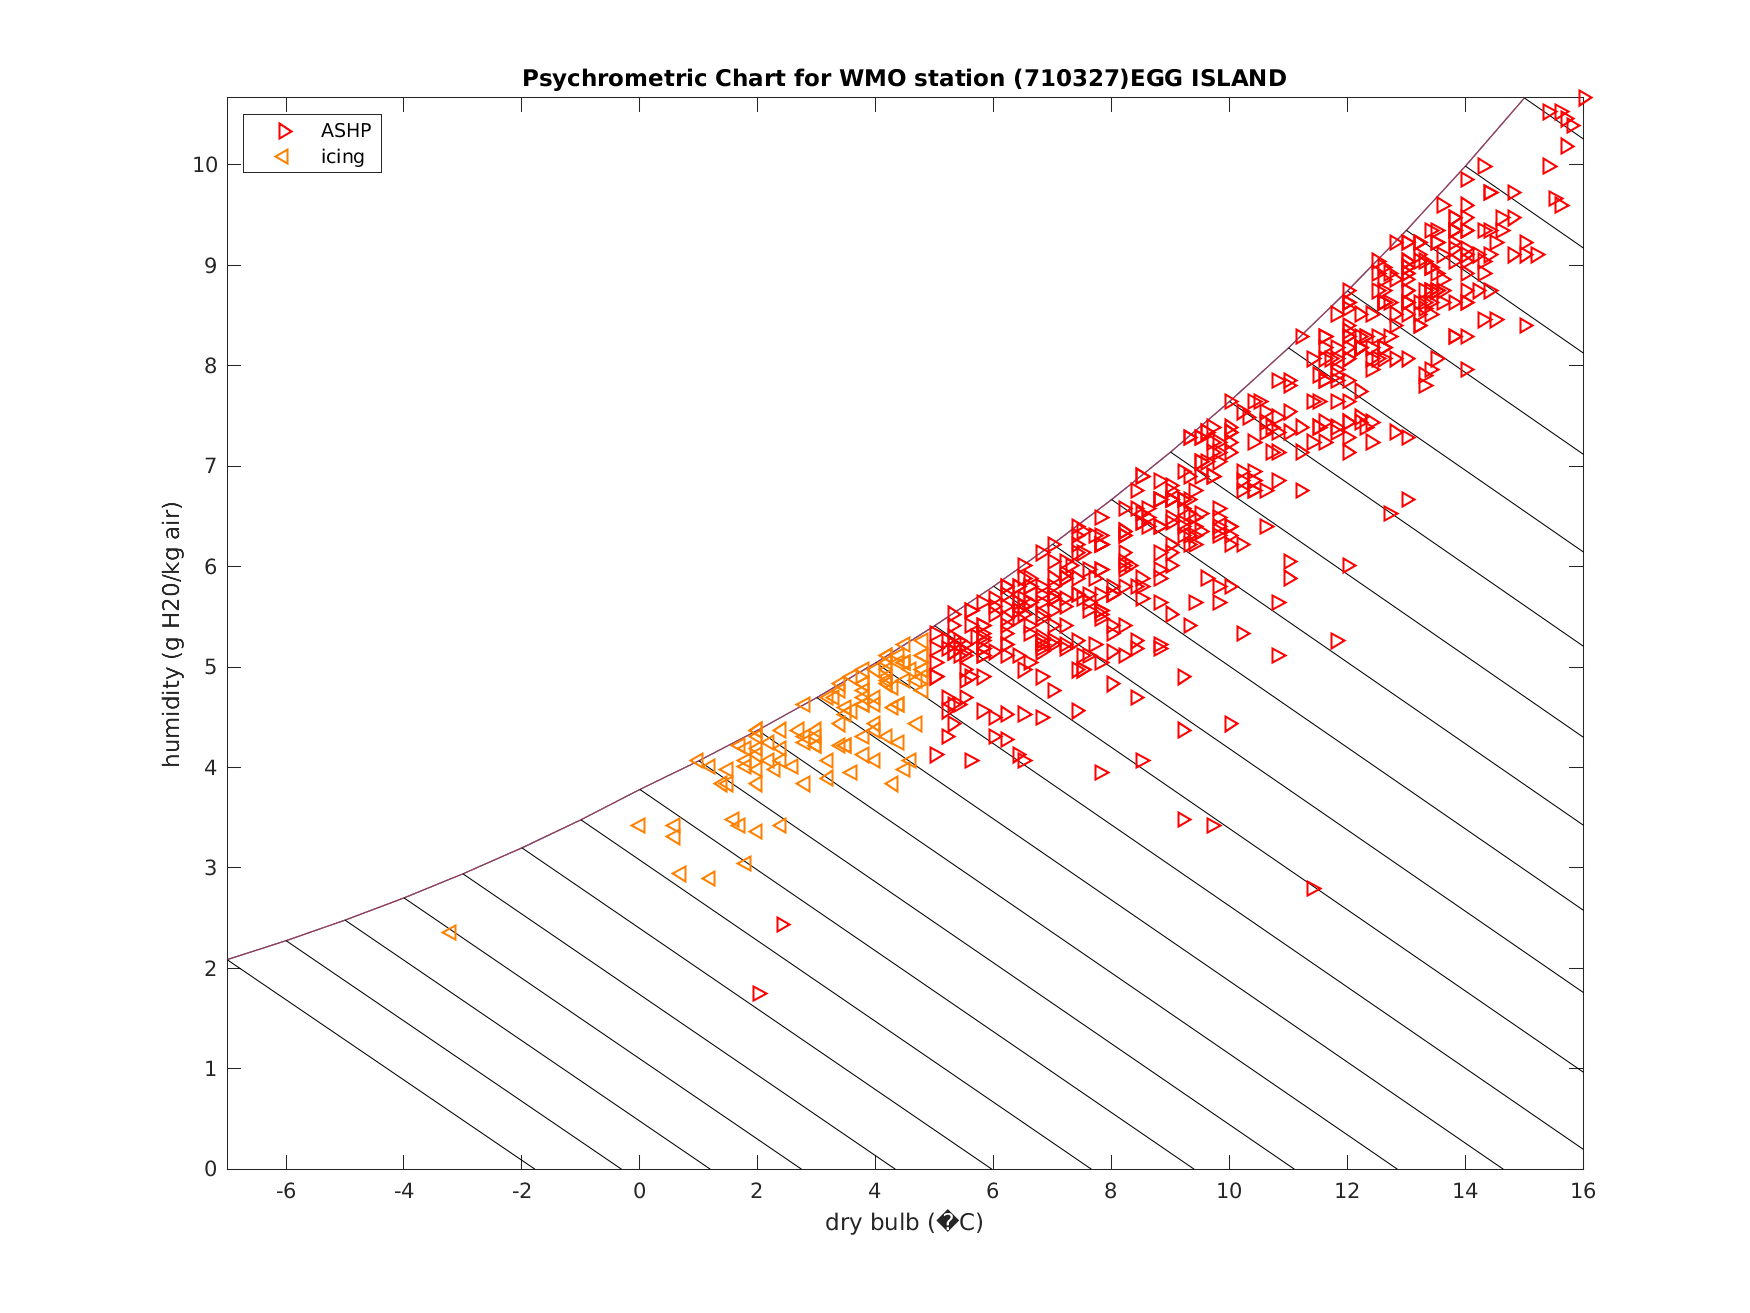 Psychrometric Chart for WMO station (710327)EGG ISLAND
ASHP
icing
10
9
8
7
6
5
4
3
2
1
0
humidity (g H20/kg air)
-6 -4 -2 0 2 4 6 8 10 12 14 16
dry bulb (�C)